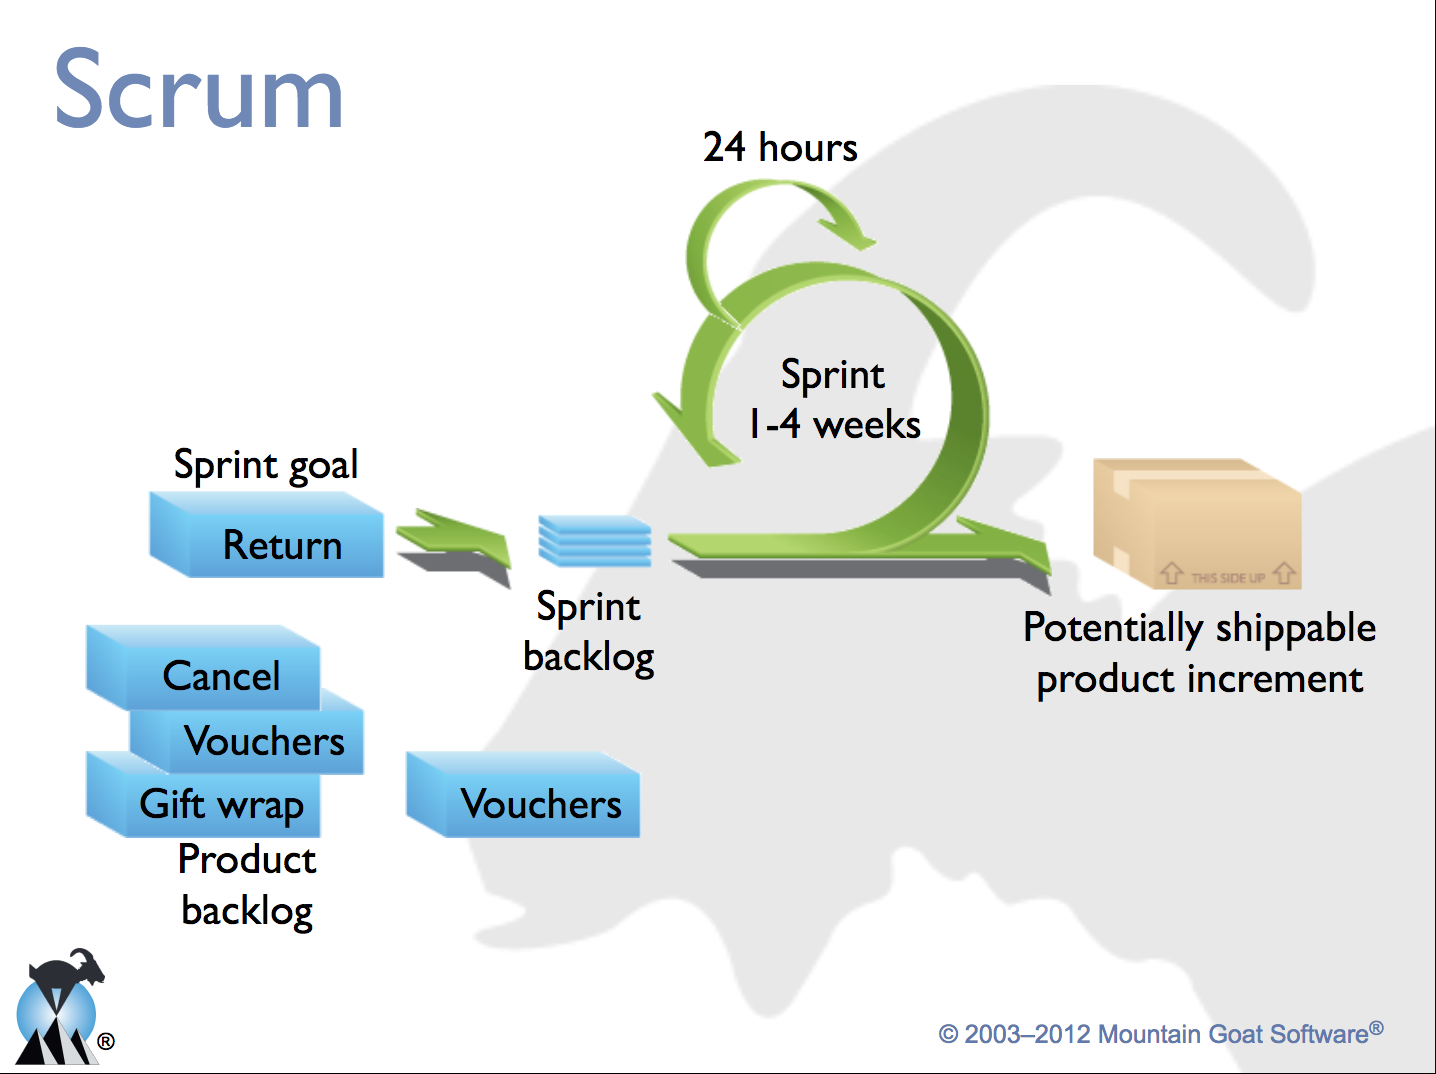 Scrum
24 hours
Sprint
1-4 weeks
Sprint goal
Return
Sprint
backlog
Cancel
Vouchers
Gift wrap
Product
backlog
Vouchers
THIS SIDE UP
Potentially shippable
product increment
®
© 2003–2012 Mountain Goat Software®